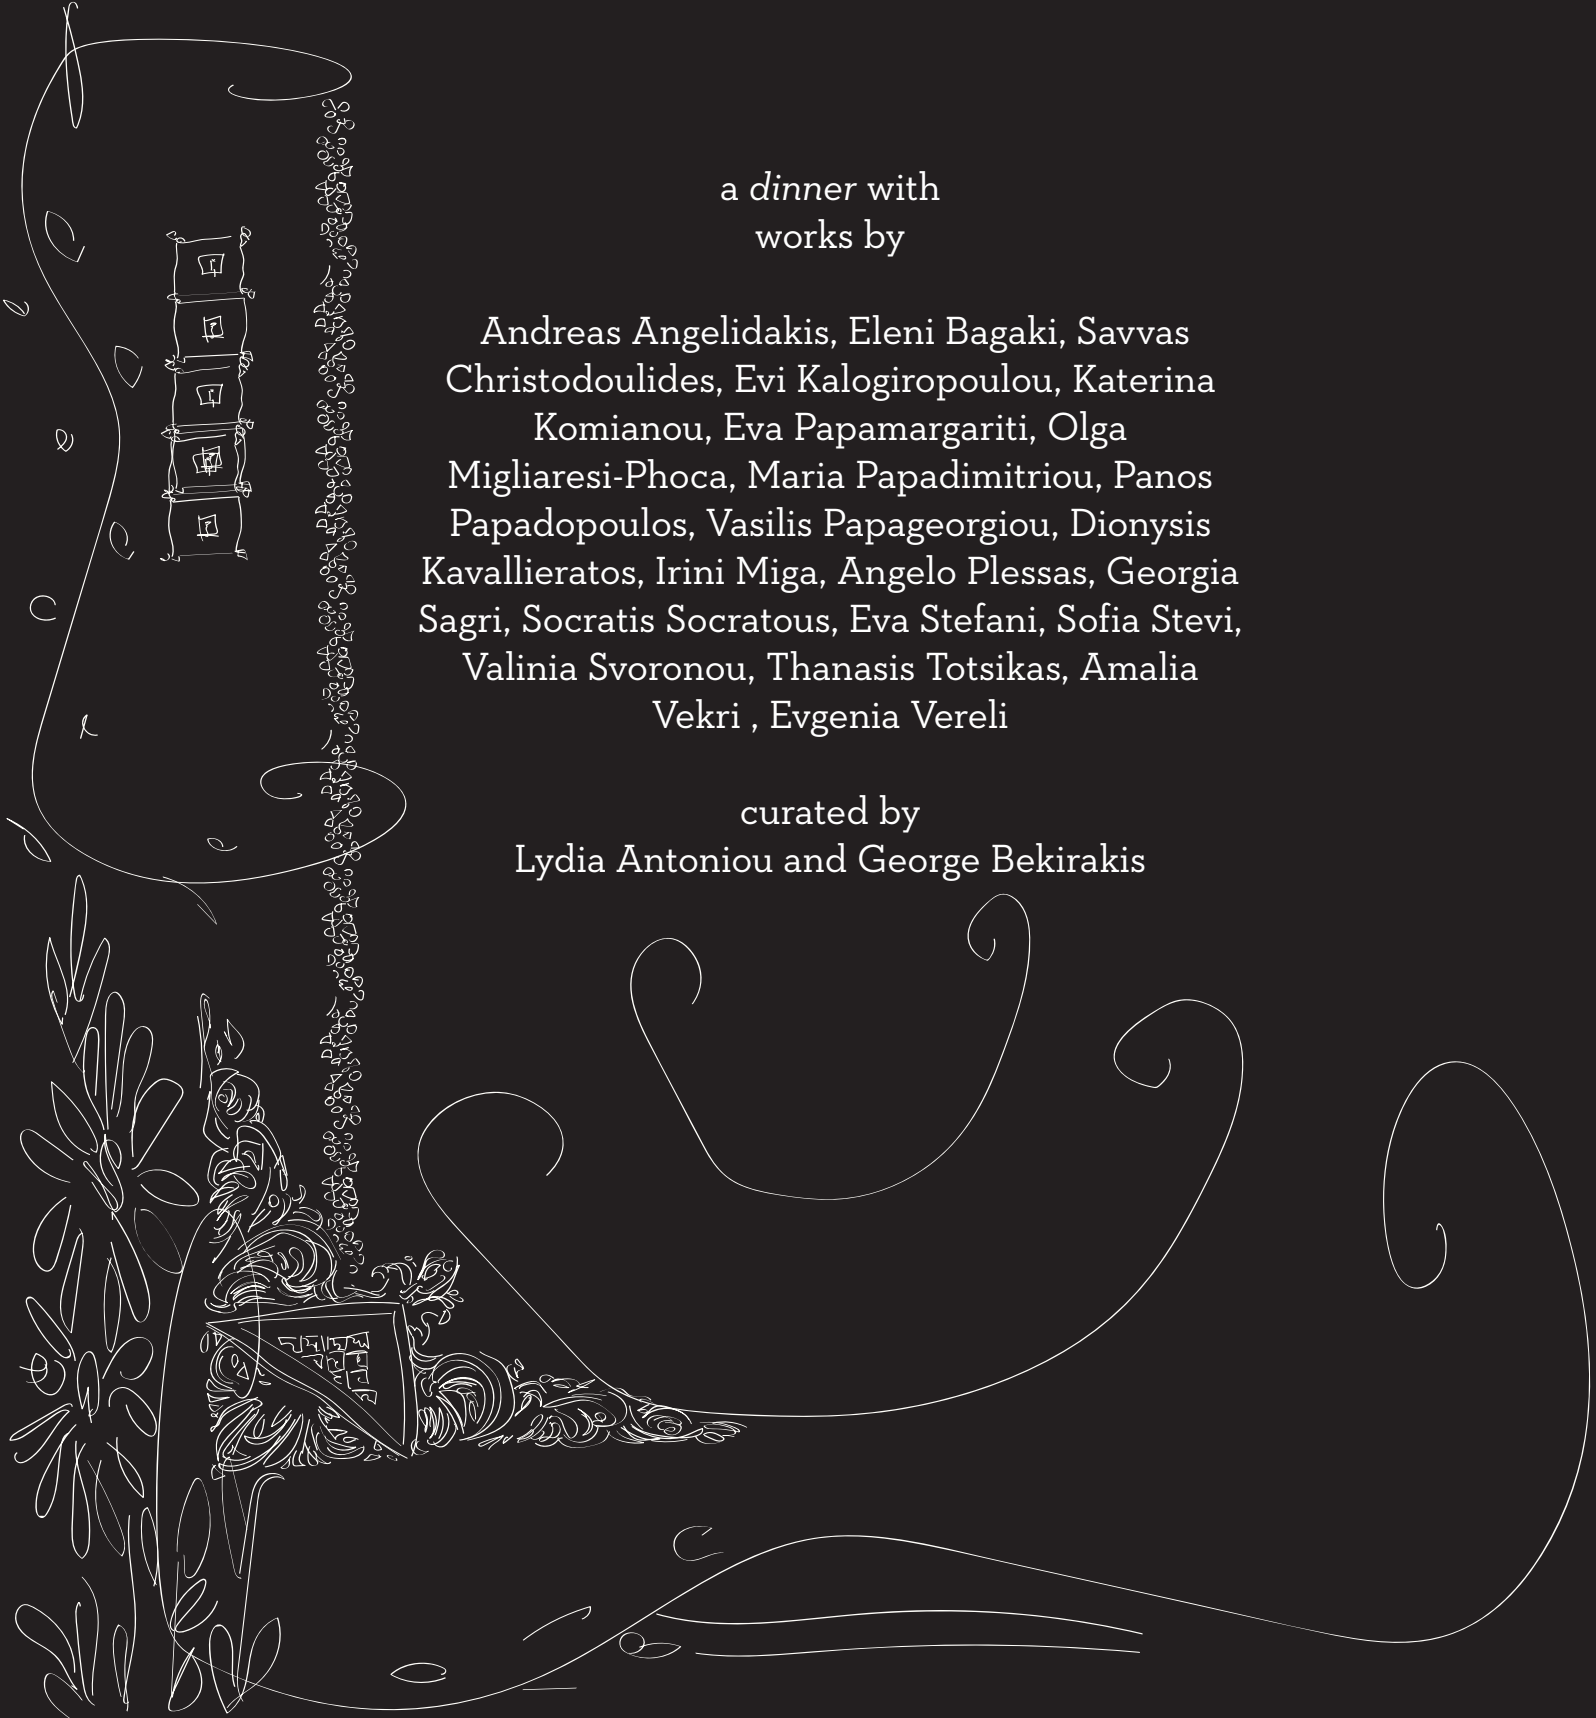 a dinner with
works by
Andreas Angelidakis, Eleni Bagaki, Savvas
Christodoulides, Evi Kalogiropoulou, Katerina
Komianou, Eva Papamargariti, Olga
Migliaresi-Phoca, Maria Papadimitriou, Panos
Papadopoulos, Vasilis Papageorgiou, Dionysis
Kavallieratos, Irini Miga, Angelo Plessas, Georgia
Sagri, Socratis Socratous, Eva Stefani, Sofia Stevi,
Valinia Svoronou, Thanasis Totsikas, Amalia
Vekri , Evgenia Vereli
curated by
Lydia Antoniou and George Bekirakis